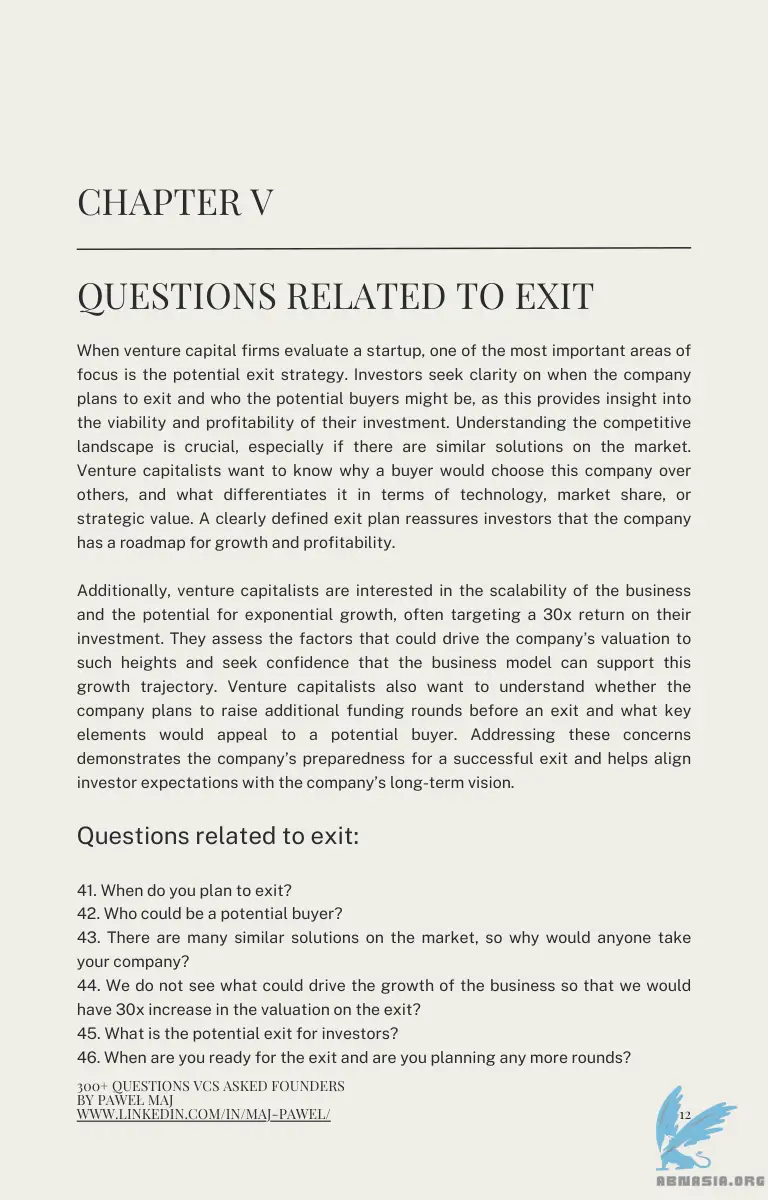 CHAPTER V
QUESTIONS RELATED TO EXIT
When venture capital firms evaluate a startup, one of the most important areas of
focus is the potential exit strategy. Investors seek clarity on when the company
plans to exit and who the potential buyers might be, as this provides insight into
the viability and profitability of their investment. Understanding the competitive
landscape is crucial, especially if there are similar solutions on the market.
Venture capitalists want to know why a buyer would choose this company over
others, and what differentiates it in terms of technology, market share, or
strategic value. A clearly defined exit plan reassures investors that the company
has a roadmap for growth and profitability.
Additionally, venture capitalists are interested in the scalability of the business
and the potential for exponential growth, often targeting a 30x return on their
investment. They assess the factors that could drive the company’s valuation to
such heights and seek confidence that the business model can support this
growth trajectory. Venture capitalists also want to understand whether the
company plans to raise additional funding rounds before an exit and what key
elements would appeal to a potential buyer. Addressing these concerns
demonstrates the company’s preparedness for a successful exit and helps align
investor expectations with the company’s long-term vision.
Questions related to exit:
41. When do you plan to exit?
42. Who could be a potential buyer?
43. There are many similar solutions on the market, so why would anyone take
your company?
44. We do not see what could drive the growth of the business so that we would
have 30x increase in the valuation on the exit?
45. What is the potential exit for investors?
46. When are you ready for the exit and are you planning any more rounds?
300+ QUESTIONS VCS ASKED FOUNDERS
BY PAWEŁ MAJ
WWW.LINKEDIN.COM/IN/MAJ-PAWEL/
12
ABNASIA.ORG